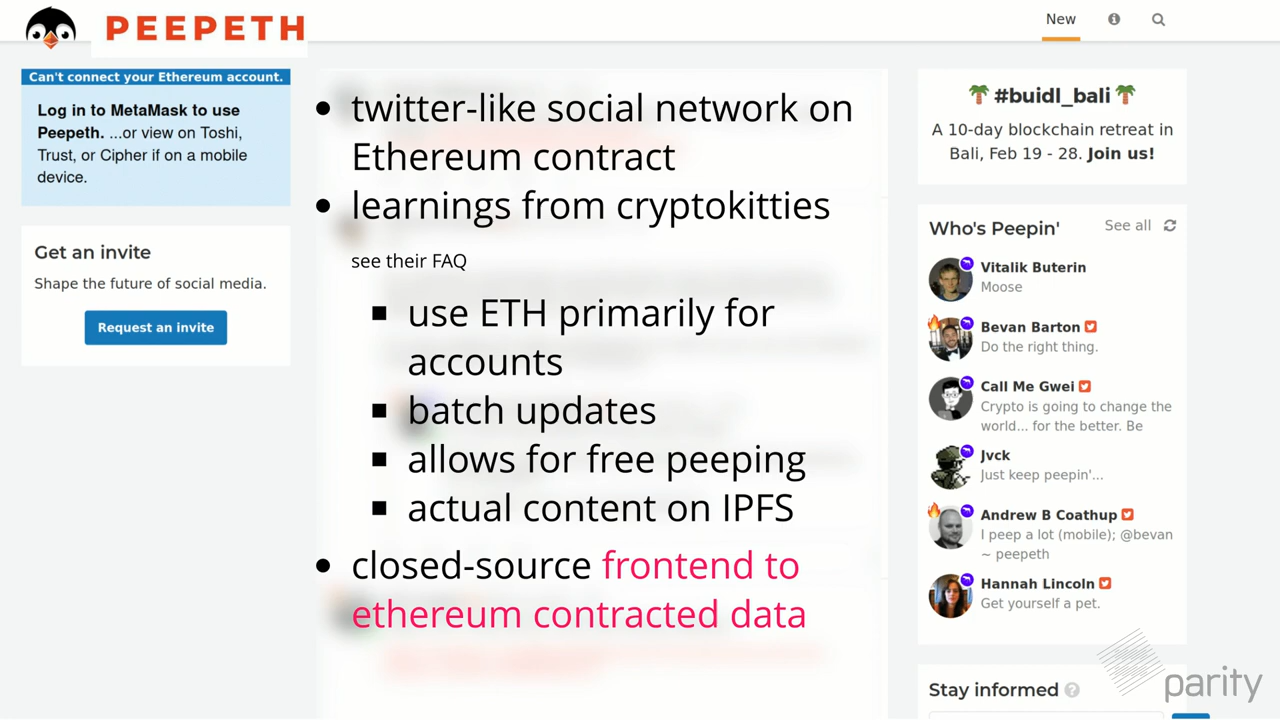 PEEPETH
New
Can't connect your Ethereum account.
Log in to MetaMask to use
Peepeth. ...or view on Toshi,
Trust, or Cipher if on a mobile
device.
Get an invite
Shape the future of social media.
Request an invite
• twitter-like social network on
Ethereum contract
• learnings from cryptokitties
see their FAQ
▪ use ETH primarily for
accounts
▪ batch updates
▪ allows for free peeping
▪ actual content on IPFS
• closed-source frontend to
ethereum contracted data
🌴 #buidl_bali 🌴
A 10-day blockchain retreat in
Bali, Feb 19 - 28. Join us!
Who's Peepin'
See all
Vitalik Buterin
Moose
Bevan Barton
Do the right thing.
Call Me Gwei
Crypto is going to change the
world... for the better. Be
Jvck
Just keep peepin'...
Andrew B Coathup
I peep a lot (mobile); @bevan
~ peepeth
Hannah Lincoln
Get yourself a pet.
Stay informed ?
parity